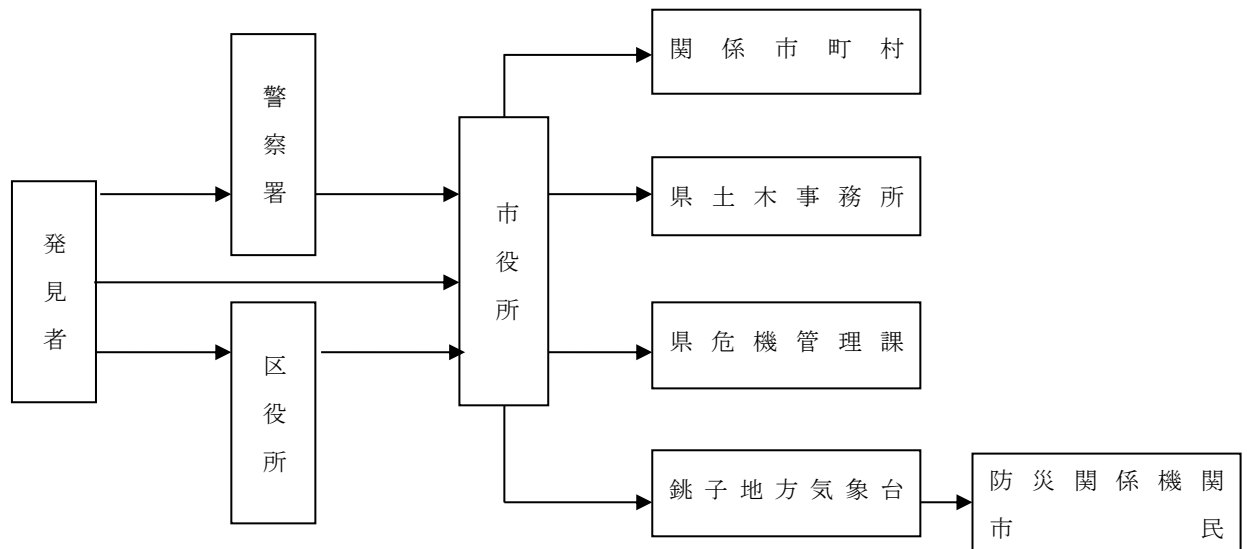 発見者
警察署
区役所
市役所
関係市町村
県土木事務所
県危機管理課
銚子地方気象台
防災関係機関
市民